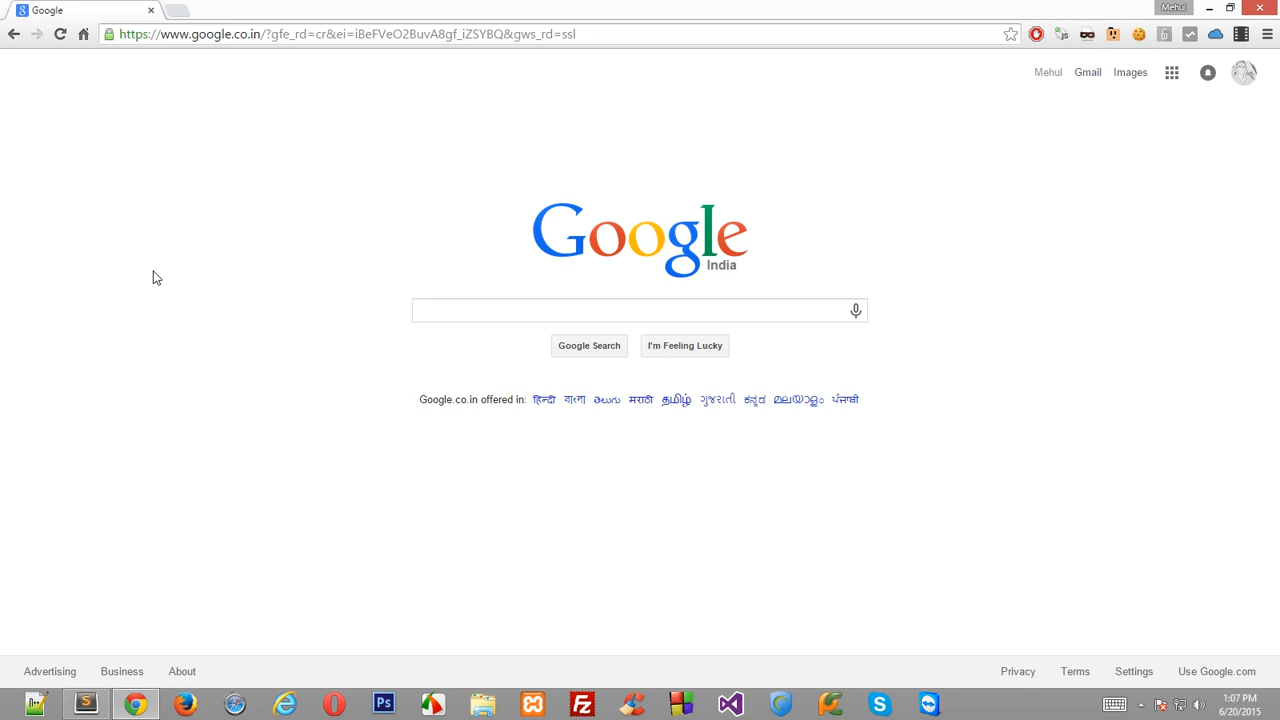 Google
Mehul
https://www.google.co.in/?gfe_rd=cr&ei=iBeFVeO2BuvA8gf_iZSYBQ&gws_rd=ssl
Mehul Gmail Images
Google
India
Google Search I'm Feeling Lucky
Google.co.in offered in: हिन्दी বাংলা తెలుగు मराठी தமிழ் ગુજરાતી ಕನ್ನಡ മലയാളം ਪੰਜਾਬੀ
Advertising Business About Privacy Terms Settings Use Google.com
1:07 PM
6/20/2015